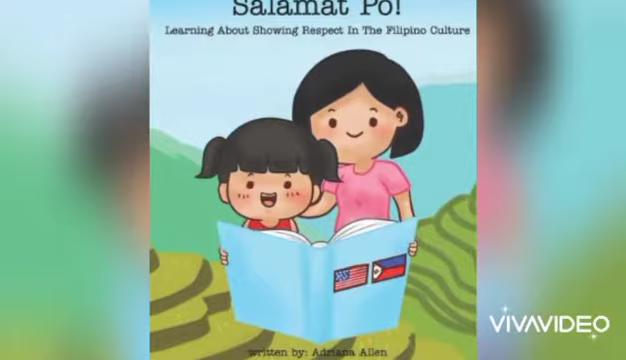 Salamat Po!
Learning About Showing Respect In The Filipino Culture
written by: Adriana Allen
VIVAVIDEO